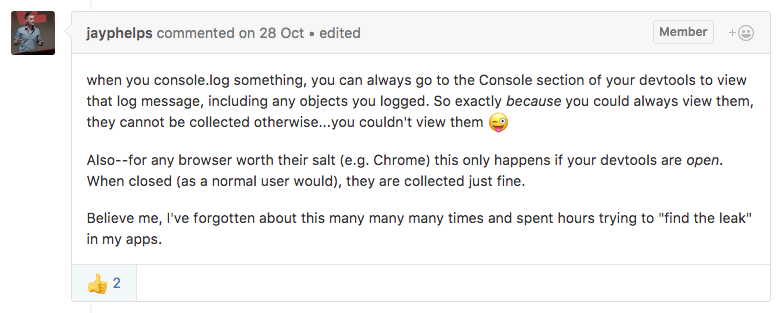 jayphelps commented on 28 Oct • edited
Member
when you console.log something, you can always go to the Console section of your devtools to view
that log message, including any objects you logged. So exactly because you could always view them,
they cannot be collected otherwise...you couldn't view them 😜
Also--for any browser worth their salt (e.g. Chrome) this only happens if your devtools are open.
When closed (as a normal user would), they are collected just fine.
Believe me, I've forgotten about this many many many times and spent hours trying to "find the leak"
in my apps.
👍 2